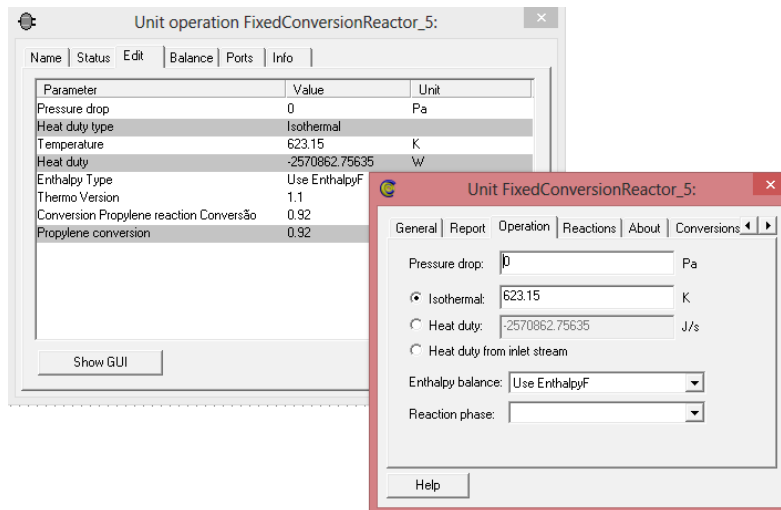 Unit operation FixedConversionReactor_5:
Name Status Edit Balance Ports Info
Parameter Value Unit
Pressure drop 0 Pa
Heat duty type Isothermal
Temperature 623.15 K
Heat duty -2570862.75635 W
Enthalpy Type Use EnthalpyF
Thermo Version 1.1
Conversion Propylene reaction Conversão 0.92
Propylene conversion 0.92
Show GUI
Unit FixedConversionReactor_5:
General Report Operation Reactions About Conversions
Pressure drop: 0 Pa
Isothermal: 623.15 K
Heat duty: -2570862.75635 J/s
Heat duty from inlet stream
Enthalpy balance: Use EnthalpyF
Reaction phase:
Help